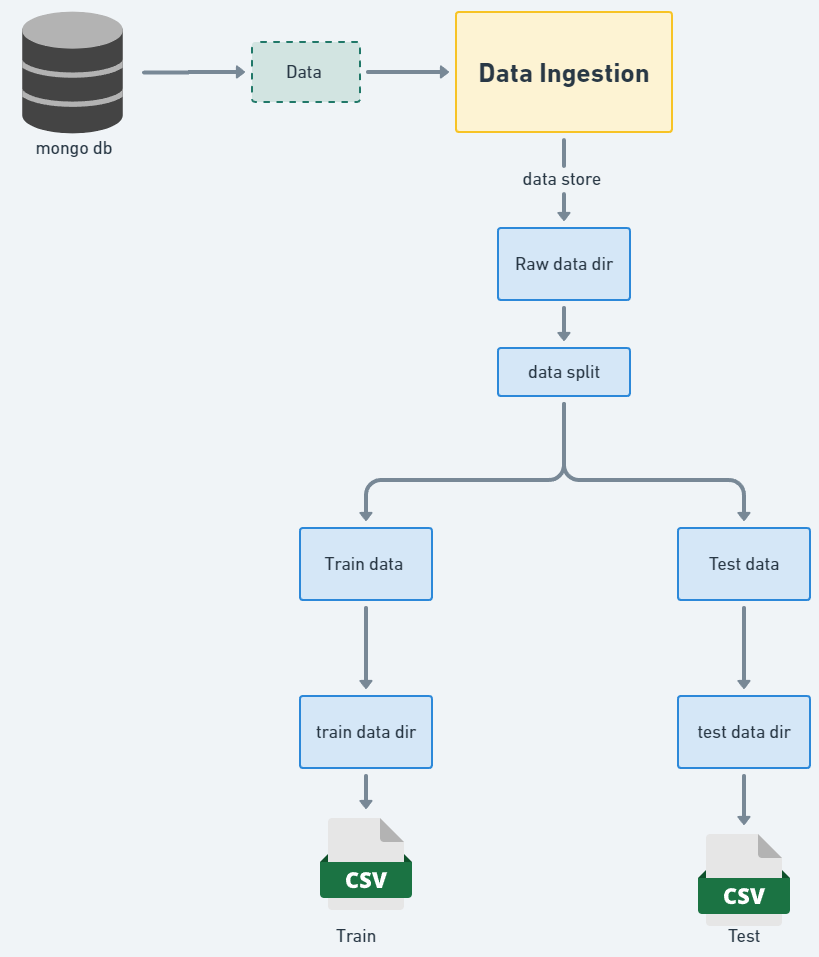 mongo db
Data
Data Ingestion
data store
Raw data dir
data split
Train data
Test data
train data dir
test data dir
CSV
CSV
Train
Test